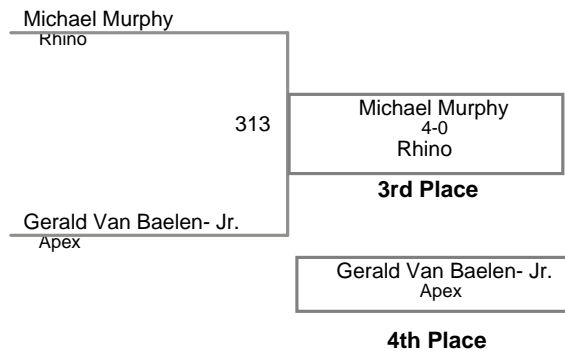 Michael Murphy
Rhino
313
Michael Murphy
4-0
Rhino
3rd Place
Gerald Van Baelen- Jr.
Apex
Gerald Van Baelen- Jr.
Apex
4th Place